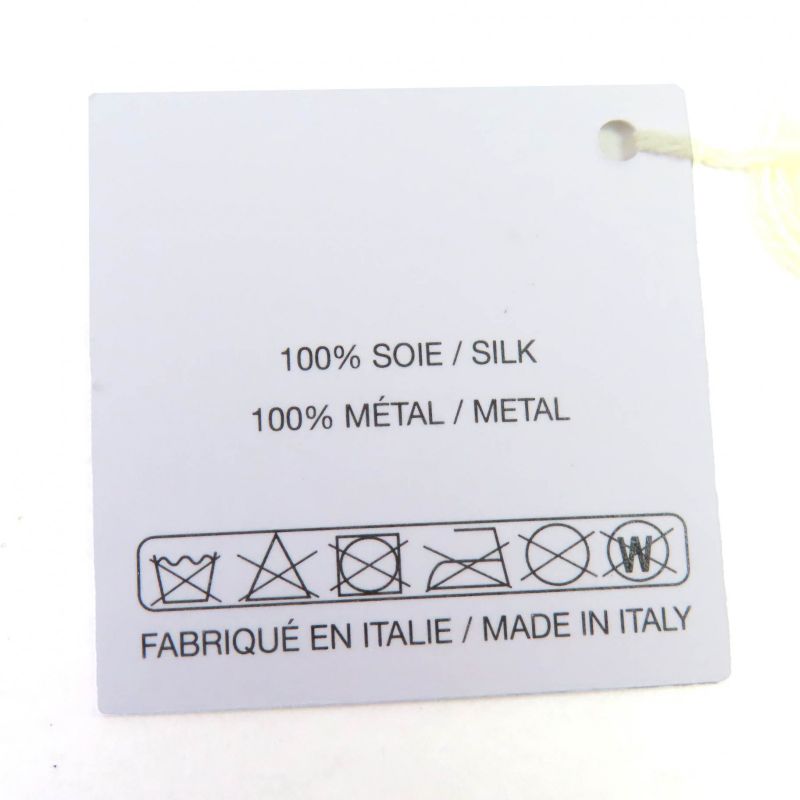 100% SOIE / SILK
100% MÉTAL / METAL
W
FABRIQUÉ EN ITALIE / MADE IN ITALY